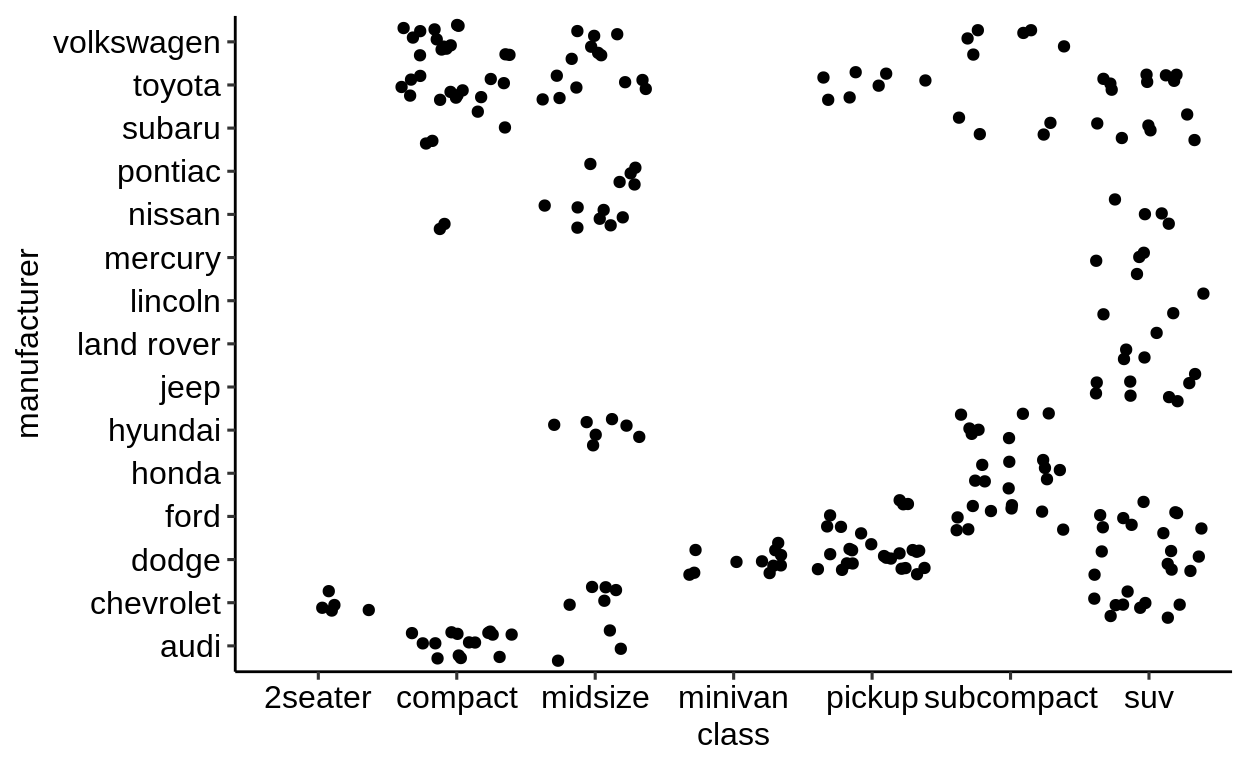 manufacturer
volkswagen
toyota
subaru
pontiac
nissan
mercury
lincoln
land rover
jeep
hyundai
honda
ford
dodge
chevrolet
audi
2seater compact midsize minivan pickup subcompact suv
class